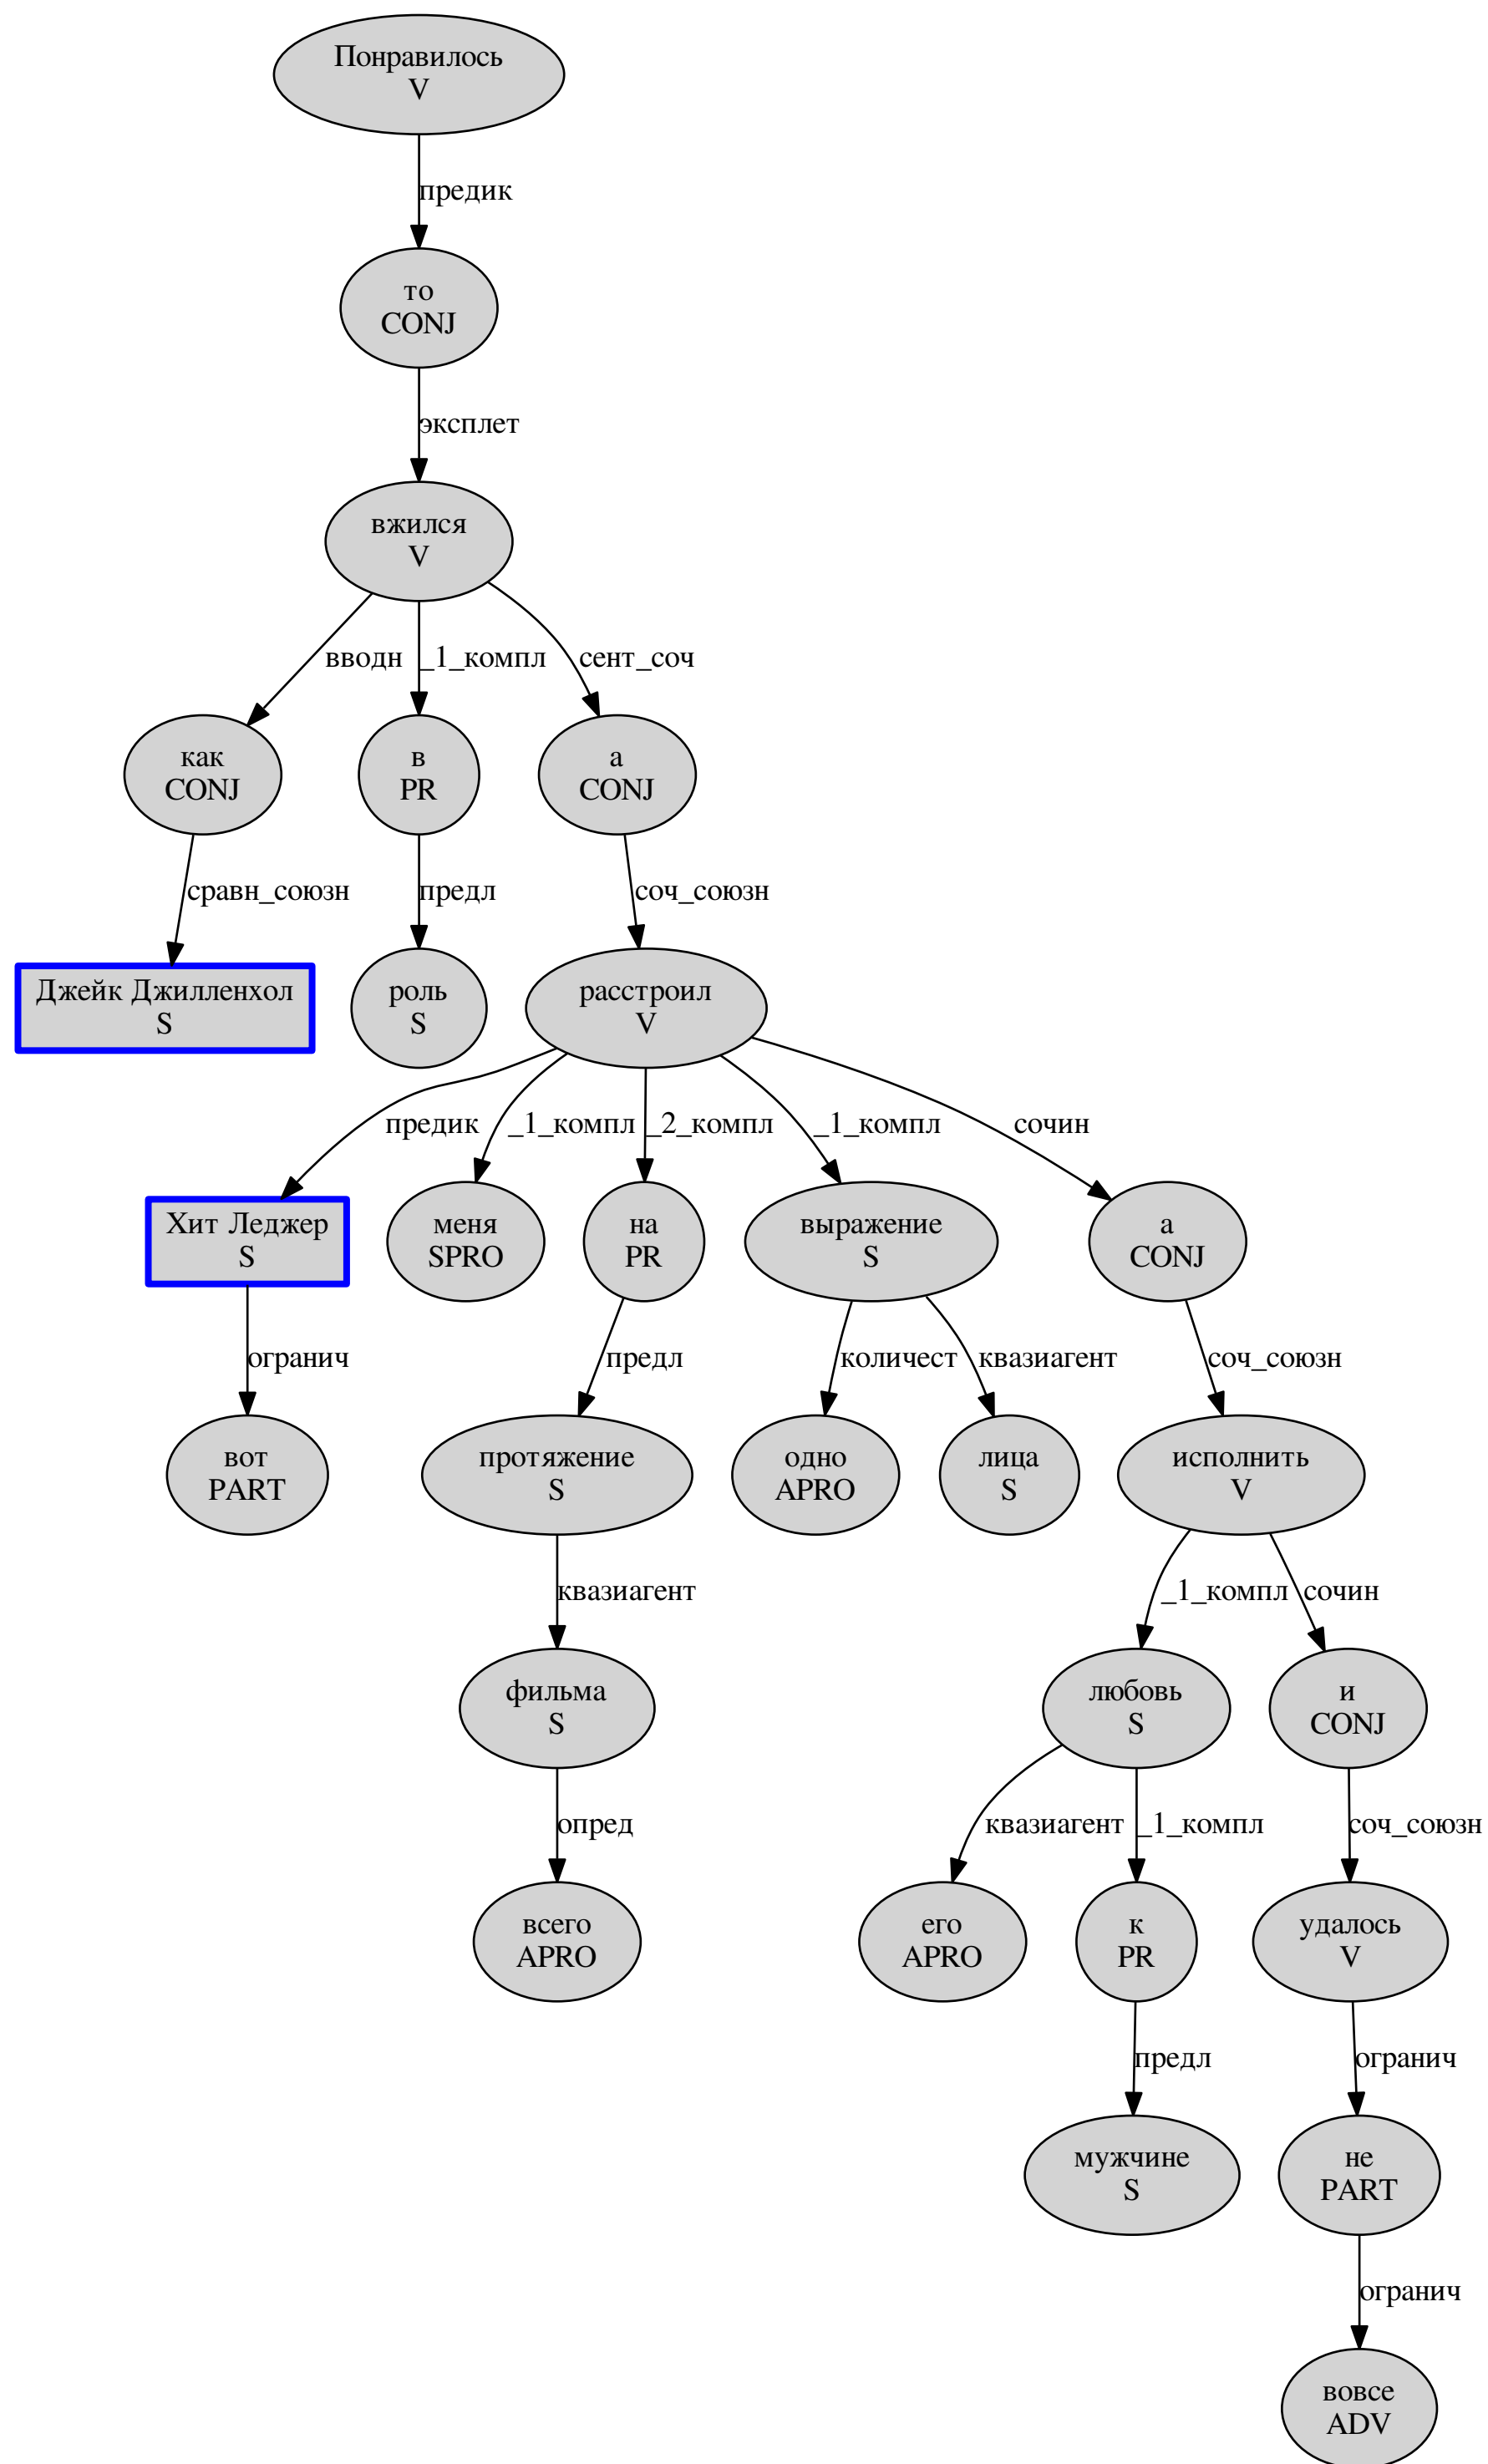 Понравилось
V
предик
то
CONJ
эксплет
вжился
V
вводн
_1_компл
сент_соч
как
CONJ
в
PR
а
CONJ
сравн_союзн
предл
соч_союзн
Джейк Джилленхол
S
роль
S
расстроил
V
предик
_1_компл
_2_компл
_1_компл
сочин
Хит Леджер
S
меня
SPRO
на
PR
выражение
S
а
CONJ
огранич
предл
количест
квазиагент
соч_союзн
вот
PART
протяжение
S
одно
APRO
лица
S
исполнить
V
квазиагент
_1_компл
сочин
фильма
S
любовь
S
и
CONJ
опред
квазиагент
_1_компл
соч_союзн
всего
APRO
его
APRO
к
PR
удалось
V
предл
огранич
мужчине
S
не
PART
огранич
вовсе
ADV